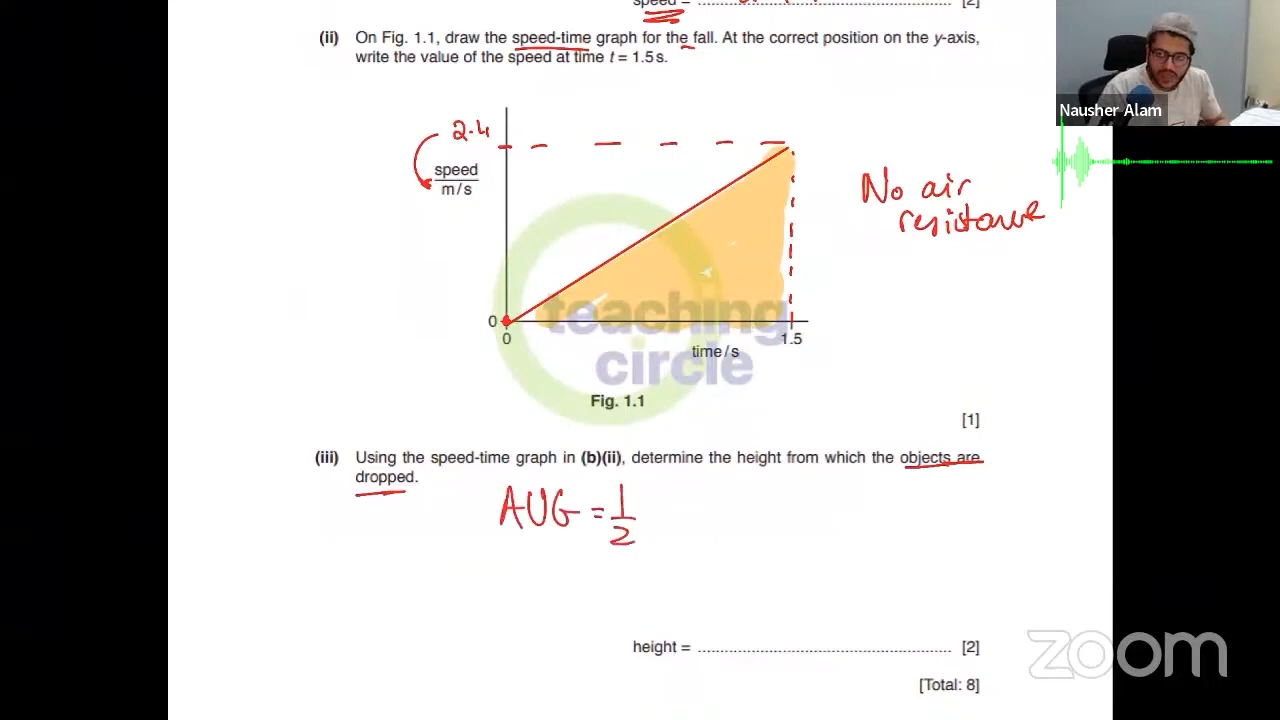 speed = [2]
(ii) On Fig. 1.1, draw the speed-time graph for the fall. At the correct position on the y-axis,
write the value of the speed at time t = 1.5 s.
Nausher Alam
2.4
speed
m/s
No air
resistance
0
0
1.5
time/s
teaching
circle
Fig. 1.1
[1]
(iii) Using the speed-time graph in (b)(ii), determine the height from which the objects are
dropped.
AUG = 1/2
height = ........................................................ [2]
zoom
[Total: 8]